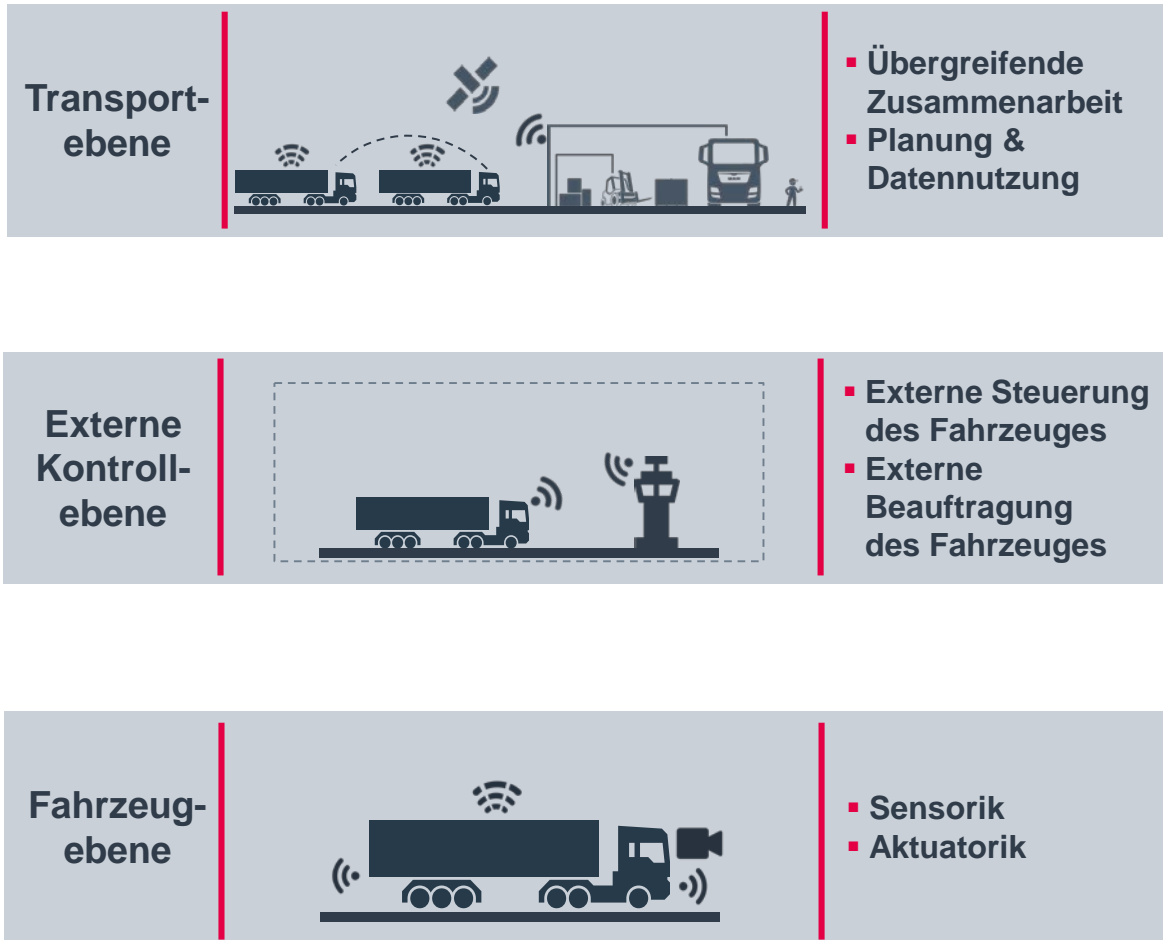 Transport-
ebene
▪ Übergreifende
Zusammenarbeit
▪ Planung &
Datennutzung
Externe
Kontroll-
ebene
▪ Externe Steuerung
des Fahrzeuges
▪ Externe
Beauftragung
des Fahrzeuges
Fahrzeug-
ebene
▪ Sensorik
▪ Aktuatorik